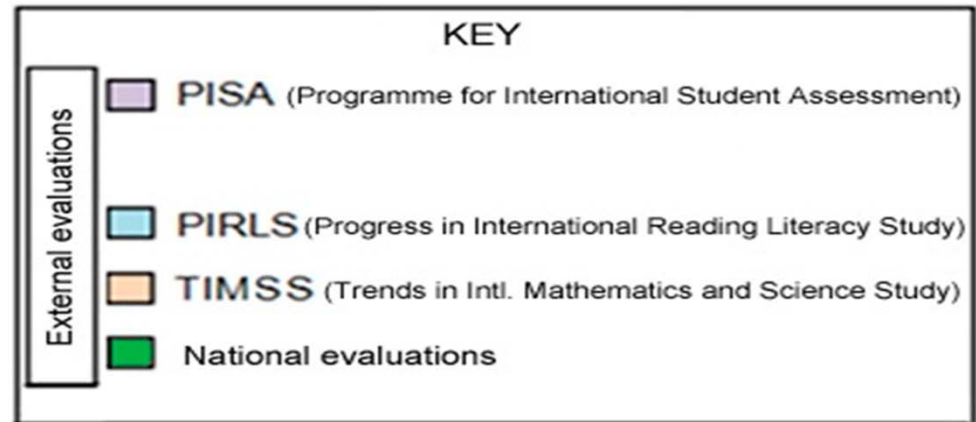 KEY
External evaluations
PISA (Programme for International Student Assessment)
PIRLS (Progress in International Reading Literacy Study)
TIMSS (Trends in Intl. Mathematics and Science Study)
National evaluations